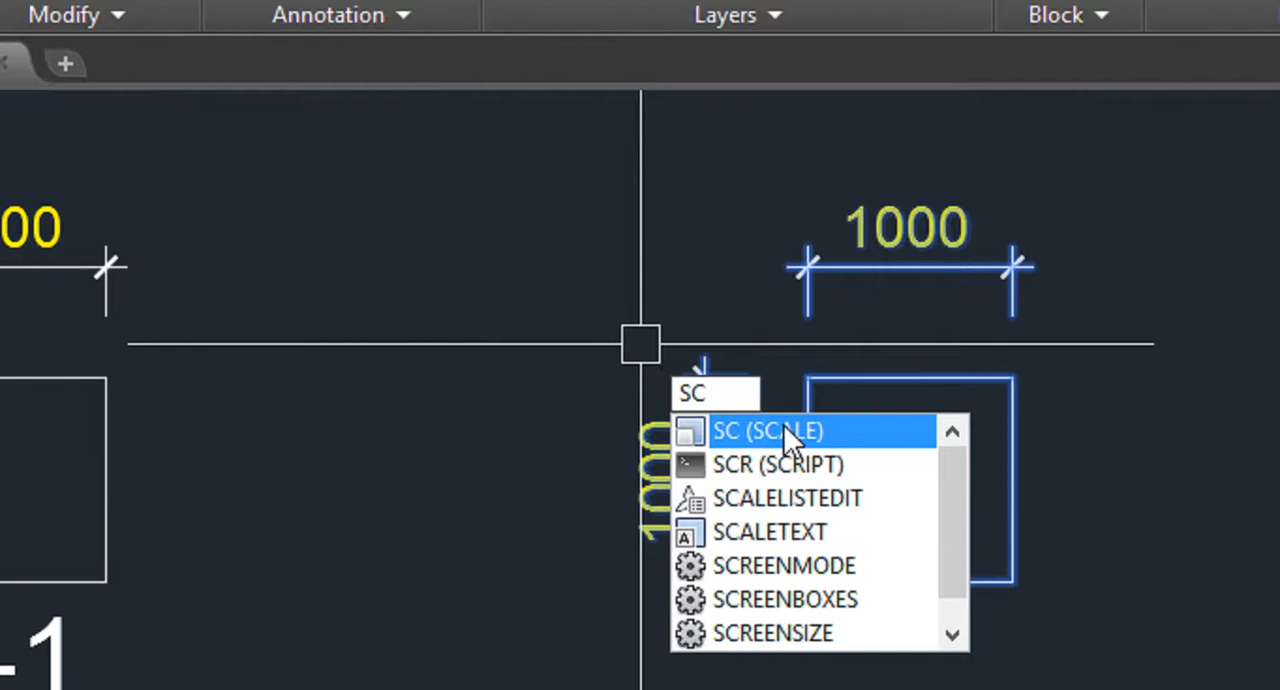 Modify
Annotation
Layers
Block
00
1000
SC
1000
SC (SCALE)
SCR (SCRIPT)
SCALELISTEDIT
SCALETEXT
SCREENMODE
SCREENBOXES
SCREENSIZE
-1